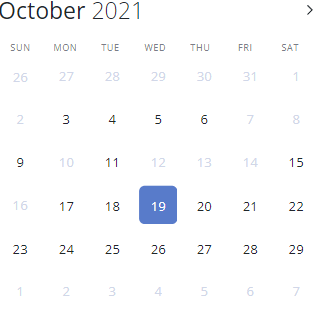 October 2021
SUN MON TUE WED THU FRI SAT
26 27 28 29 30 31 1
2 3 4 5 6 7 8
9 10 11 12 13 14 15
16 17 18 19 20 21 22
23 24 25 26 27 28 29
1 2 3 4 5 6 7